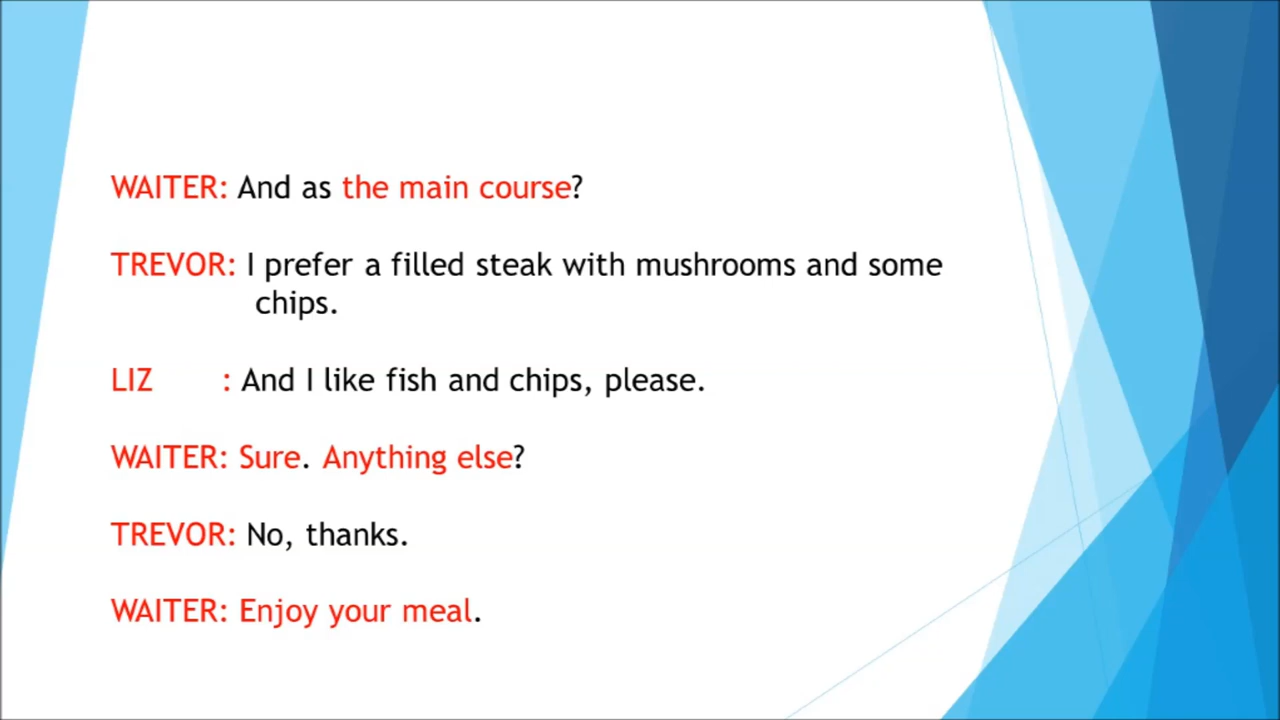 WAITER: And as the main course?
TREVOR: I prefer a filled steak with mushrooms and some
chips.
LIZ : And I like fish and chips, please.
WAITER: Sure. Anything else?
TREVOR: No, thanks.
WAITER: Enjoy your meal.